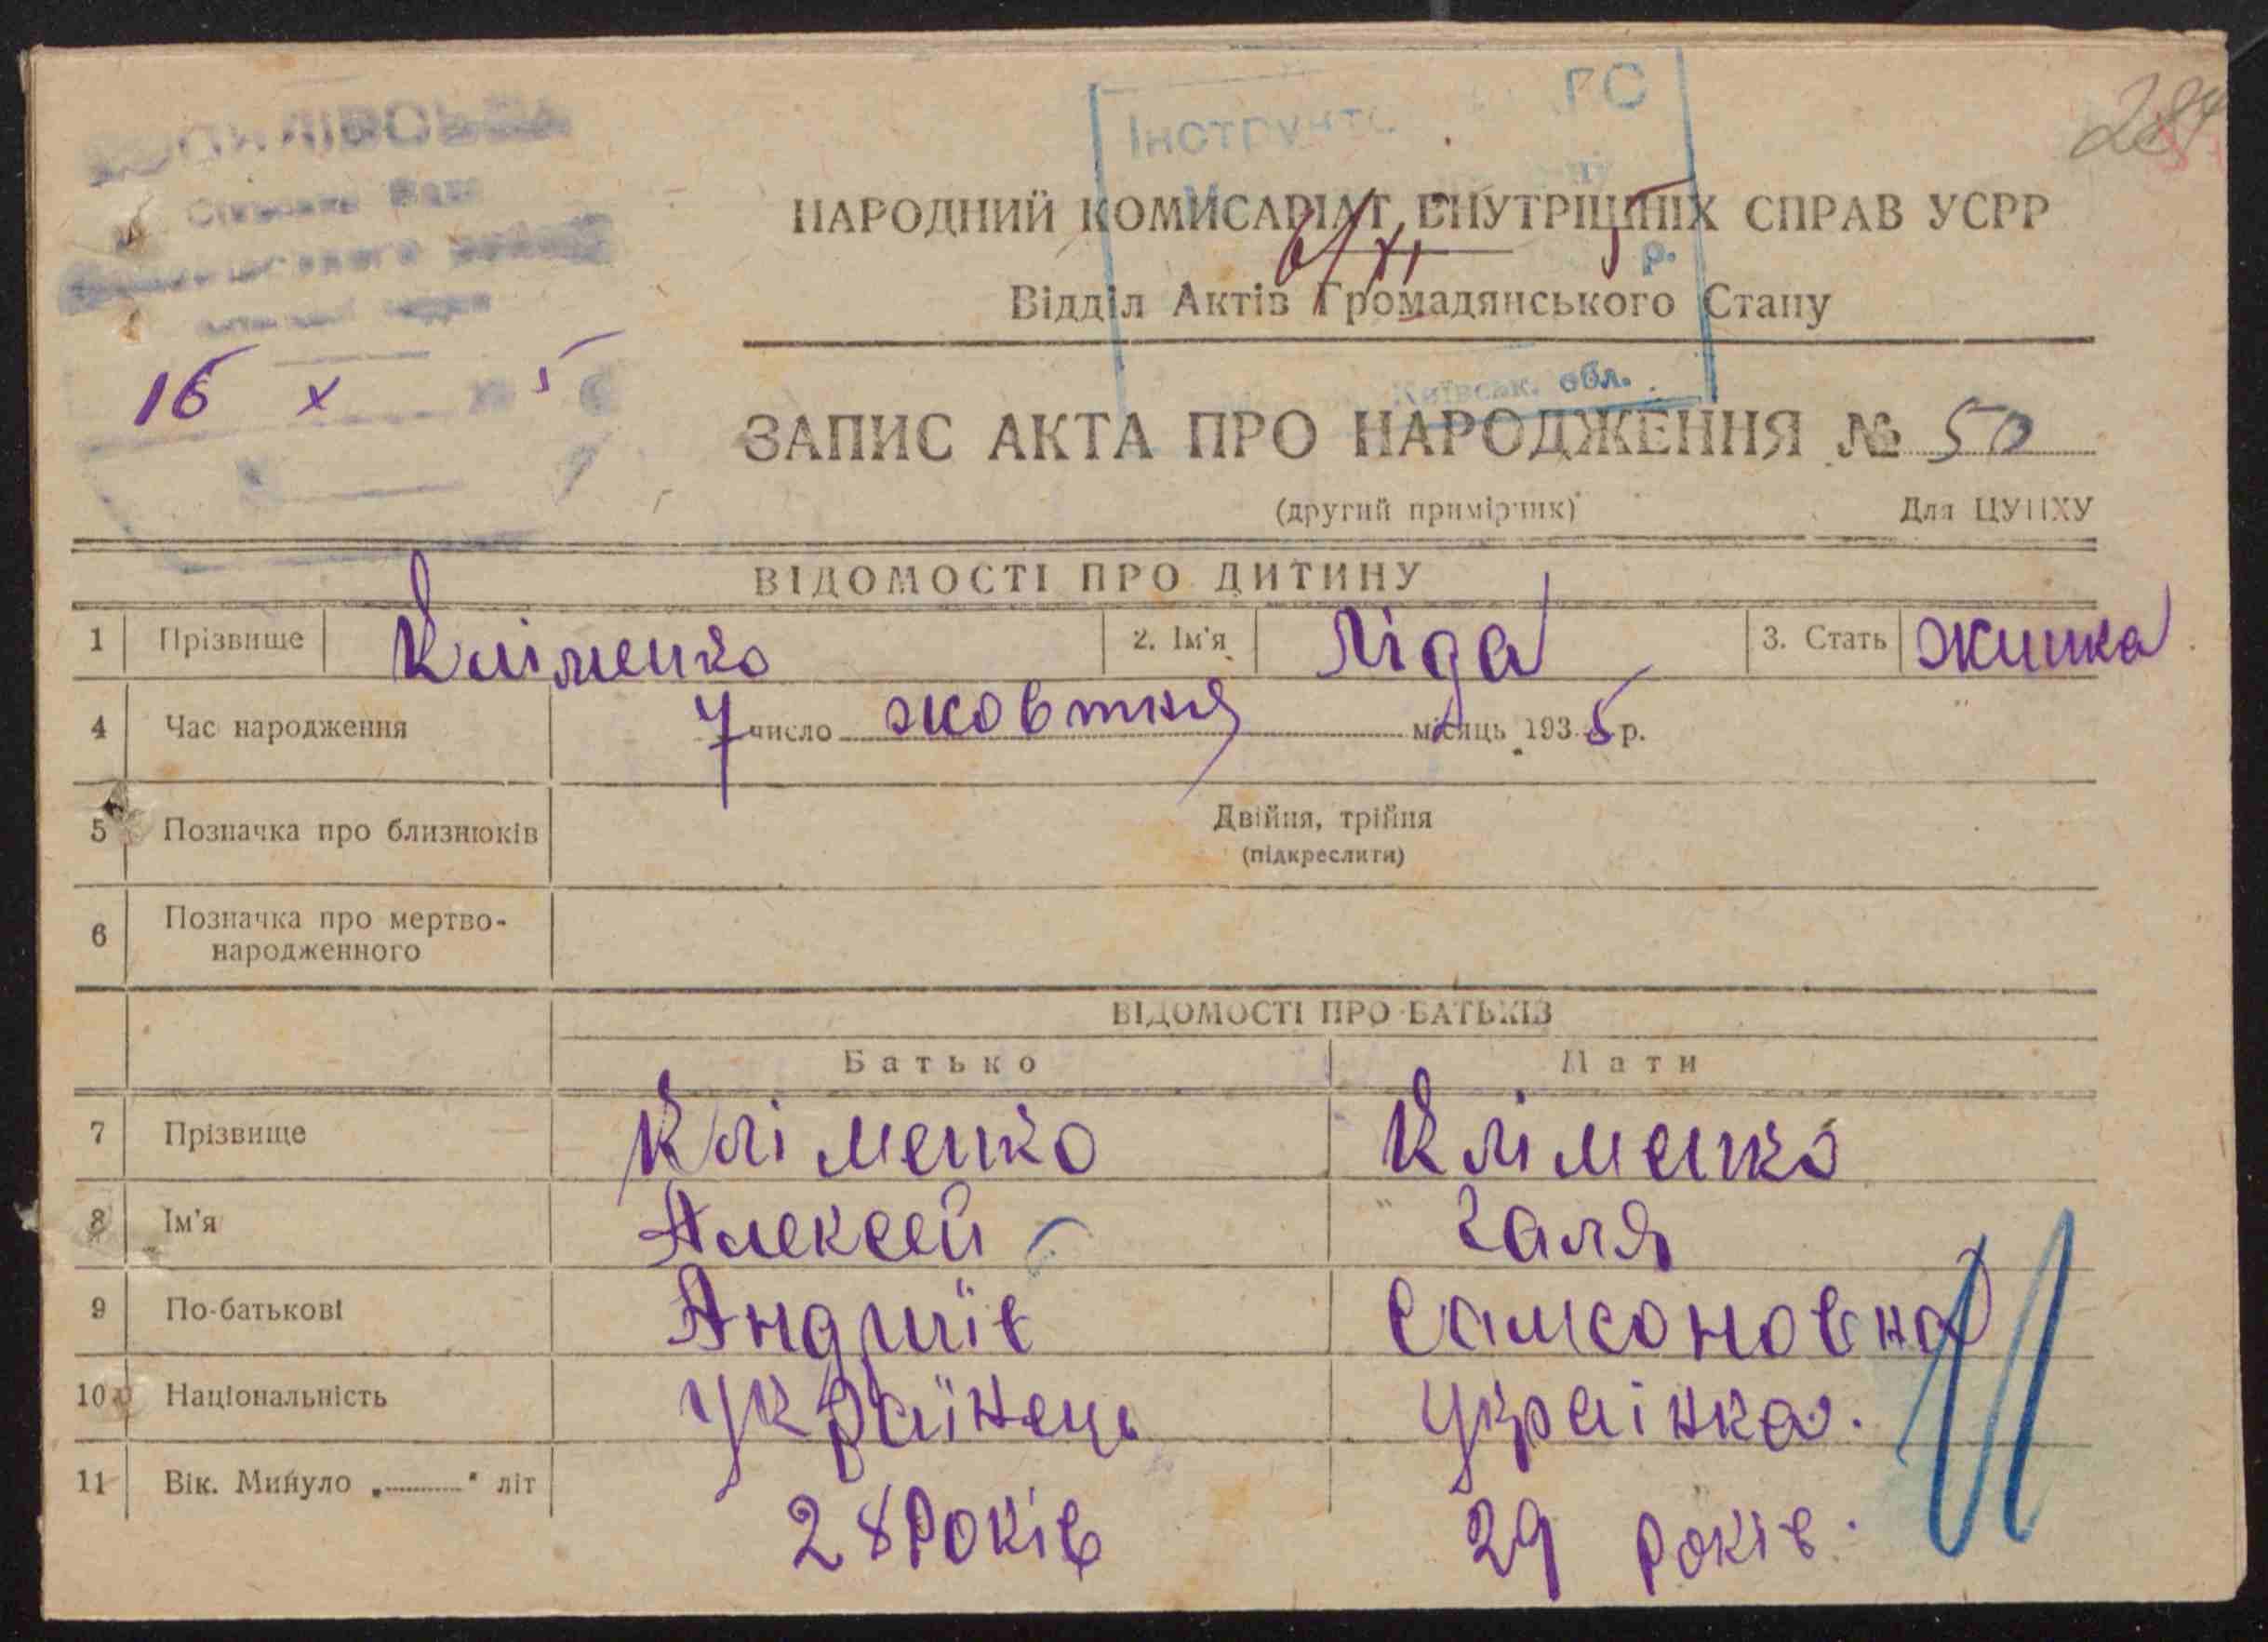 284
НАРОДНИЙ КОМИСАРІАТ ВНУТРІШНІХ СПРАВ УСРР
Відділ Актів Громадянського Стану
16 X 5
Київськ. обл.
ЗАПИС АКТА ПРО НАРОДЖЕННЯ № 50
(другий примірник) Для ЦУНХУ
ВІДОМОСТІ ПРО ДИТИНУ
1 Прізвище Кліменко 2. Ім'я Ліда 3. Стать жинка
4 Час народження 7 число жовтня місяць 1935 р.
5 Позначка про близнюків Двійня, трійня
(підкреслити)
6 Позначка про мертво-
народженного
ВІДОМОСТІ ПРО БАТЬКІВ
Батько Мати
7 Прізвище Кліменко Кліменко
8 Ім'я Алексей Галя
9 По-батькові Андріїв Самсоновна
10 Національність Українець Українка.
11 Вік. Минуло „ " літ 28 Років 29 Років.